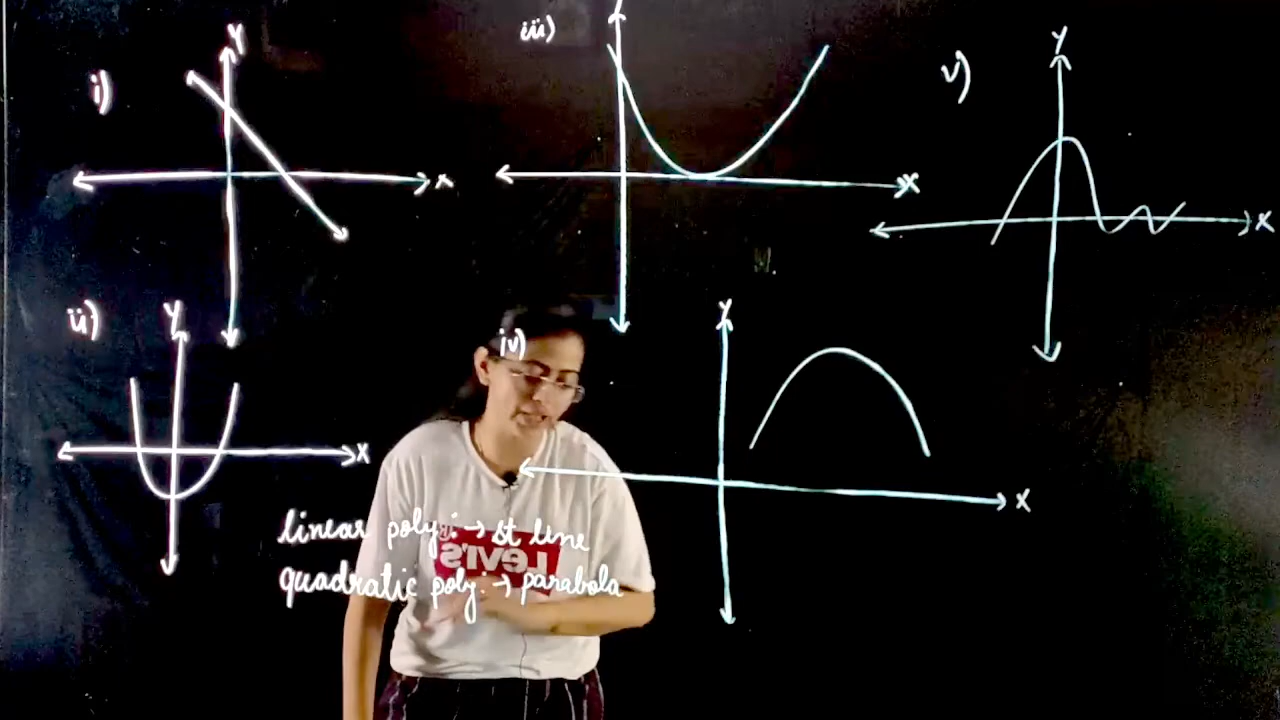 i)
Y
X
iii)
X
v)
Y
X
ii)
Y
X
iv)
Y
X
linear poly: → st line
quadratic poly: → parabola
LEVI'S